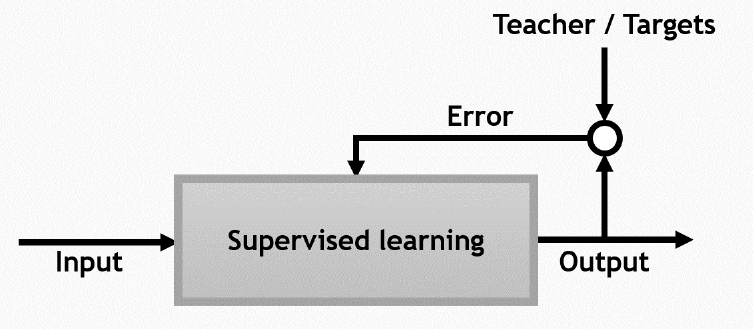 Teacher / Targets
Error
Supervised learning
Input
Output